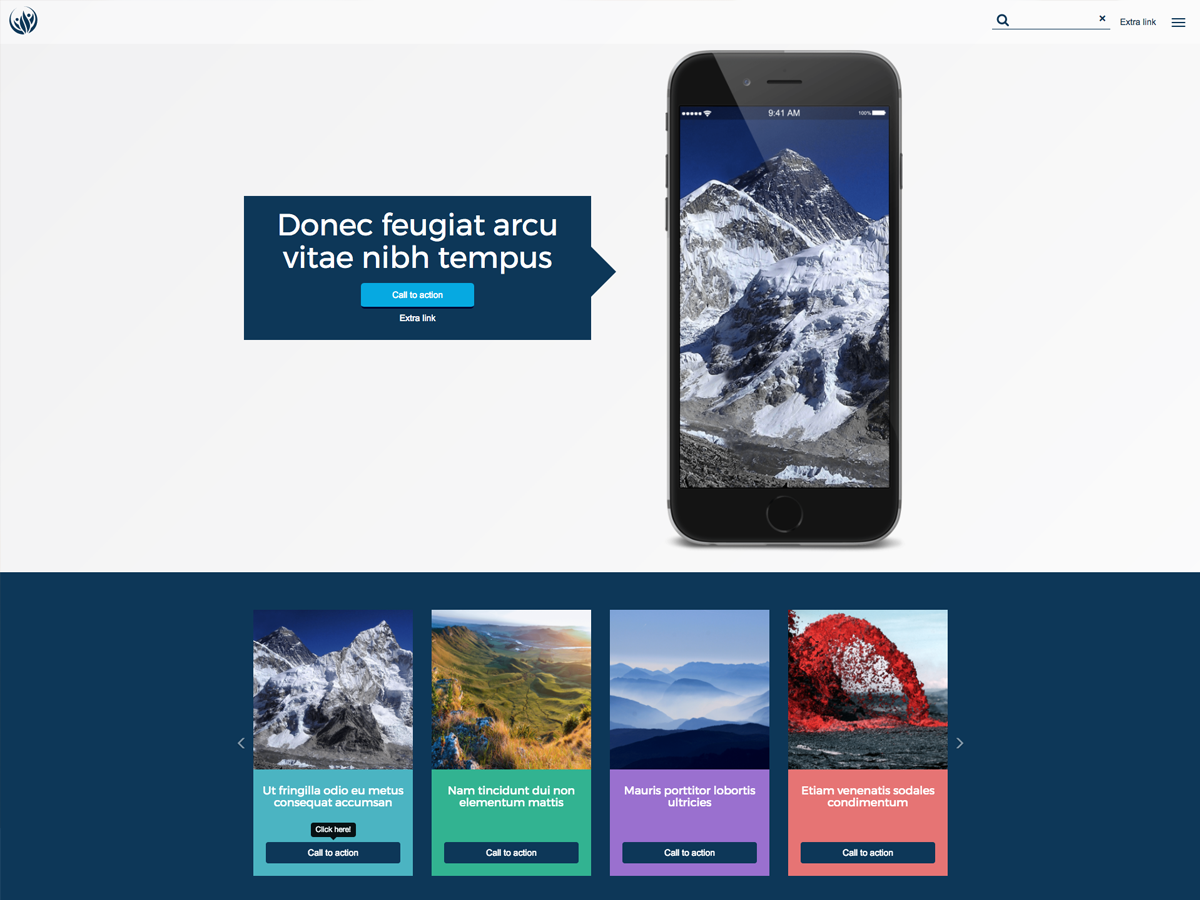 Extra link
9:41 AM
100%
Donec feugiat arcu
vitae nibh tempus
Call to action
Extra link
Ut fringilla odio eu metus
consequat accumsan
Click here!
Call to action
Nam tincidunt dui non
elementum mattis
Call to action
Mauris porttitor lobortis
ultricies
Call to action
Etiam venenatis sodales
condimentum
Call to action